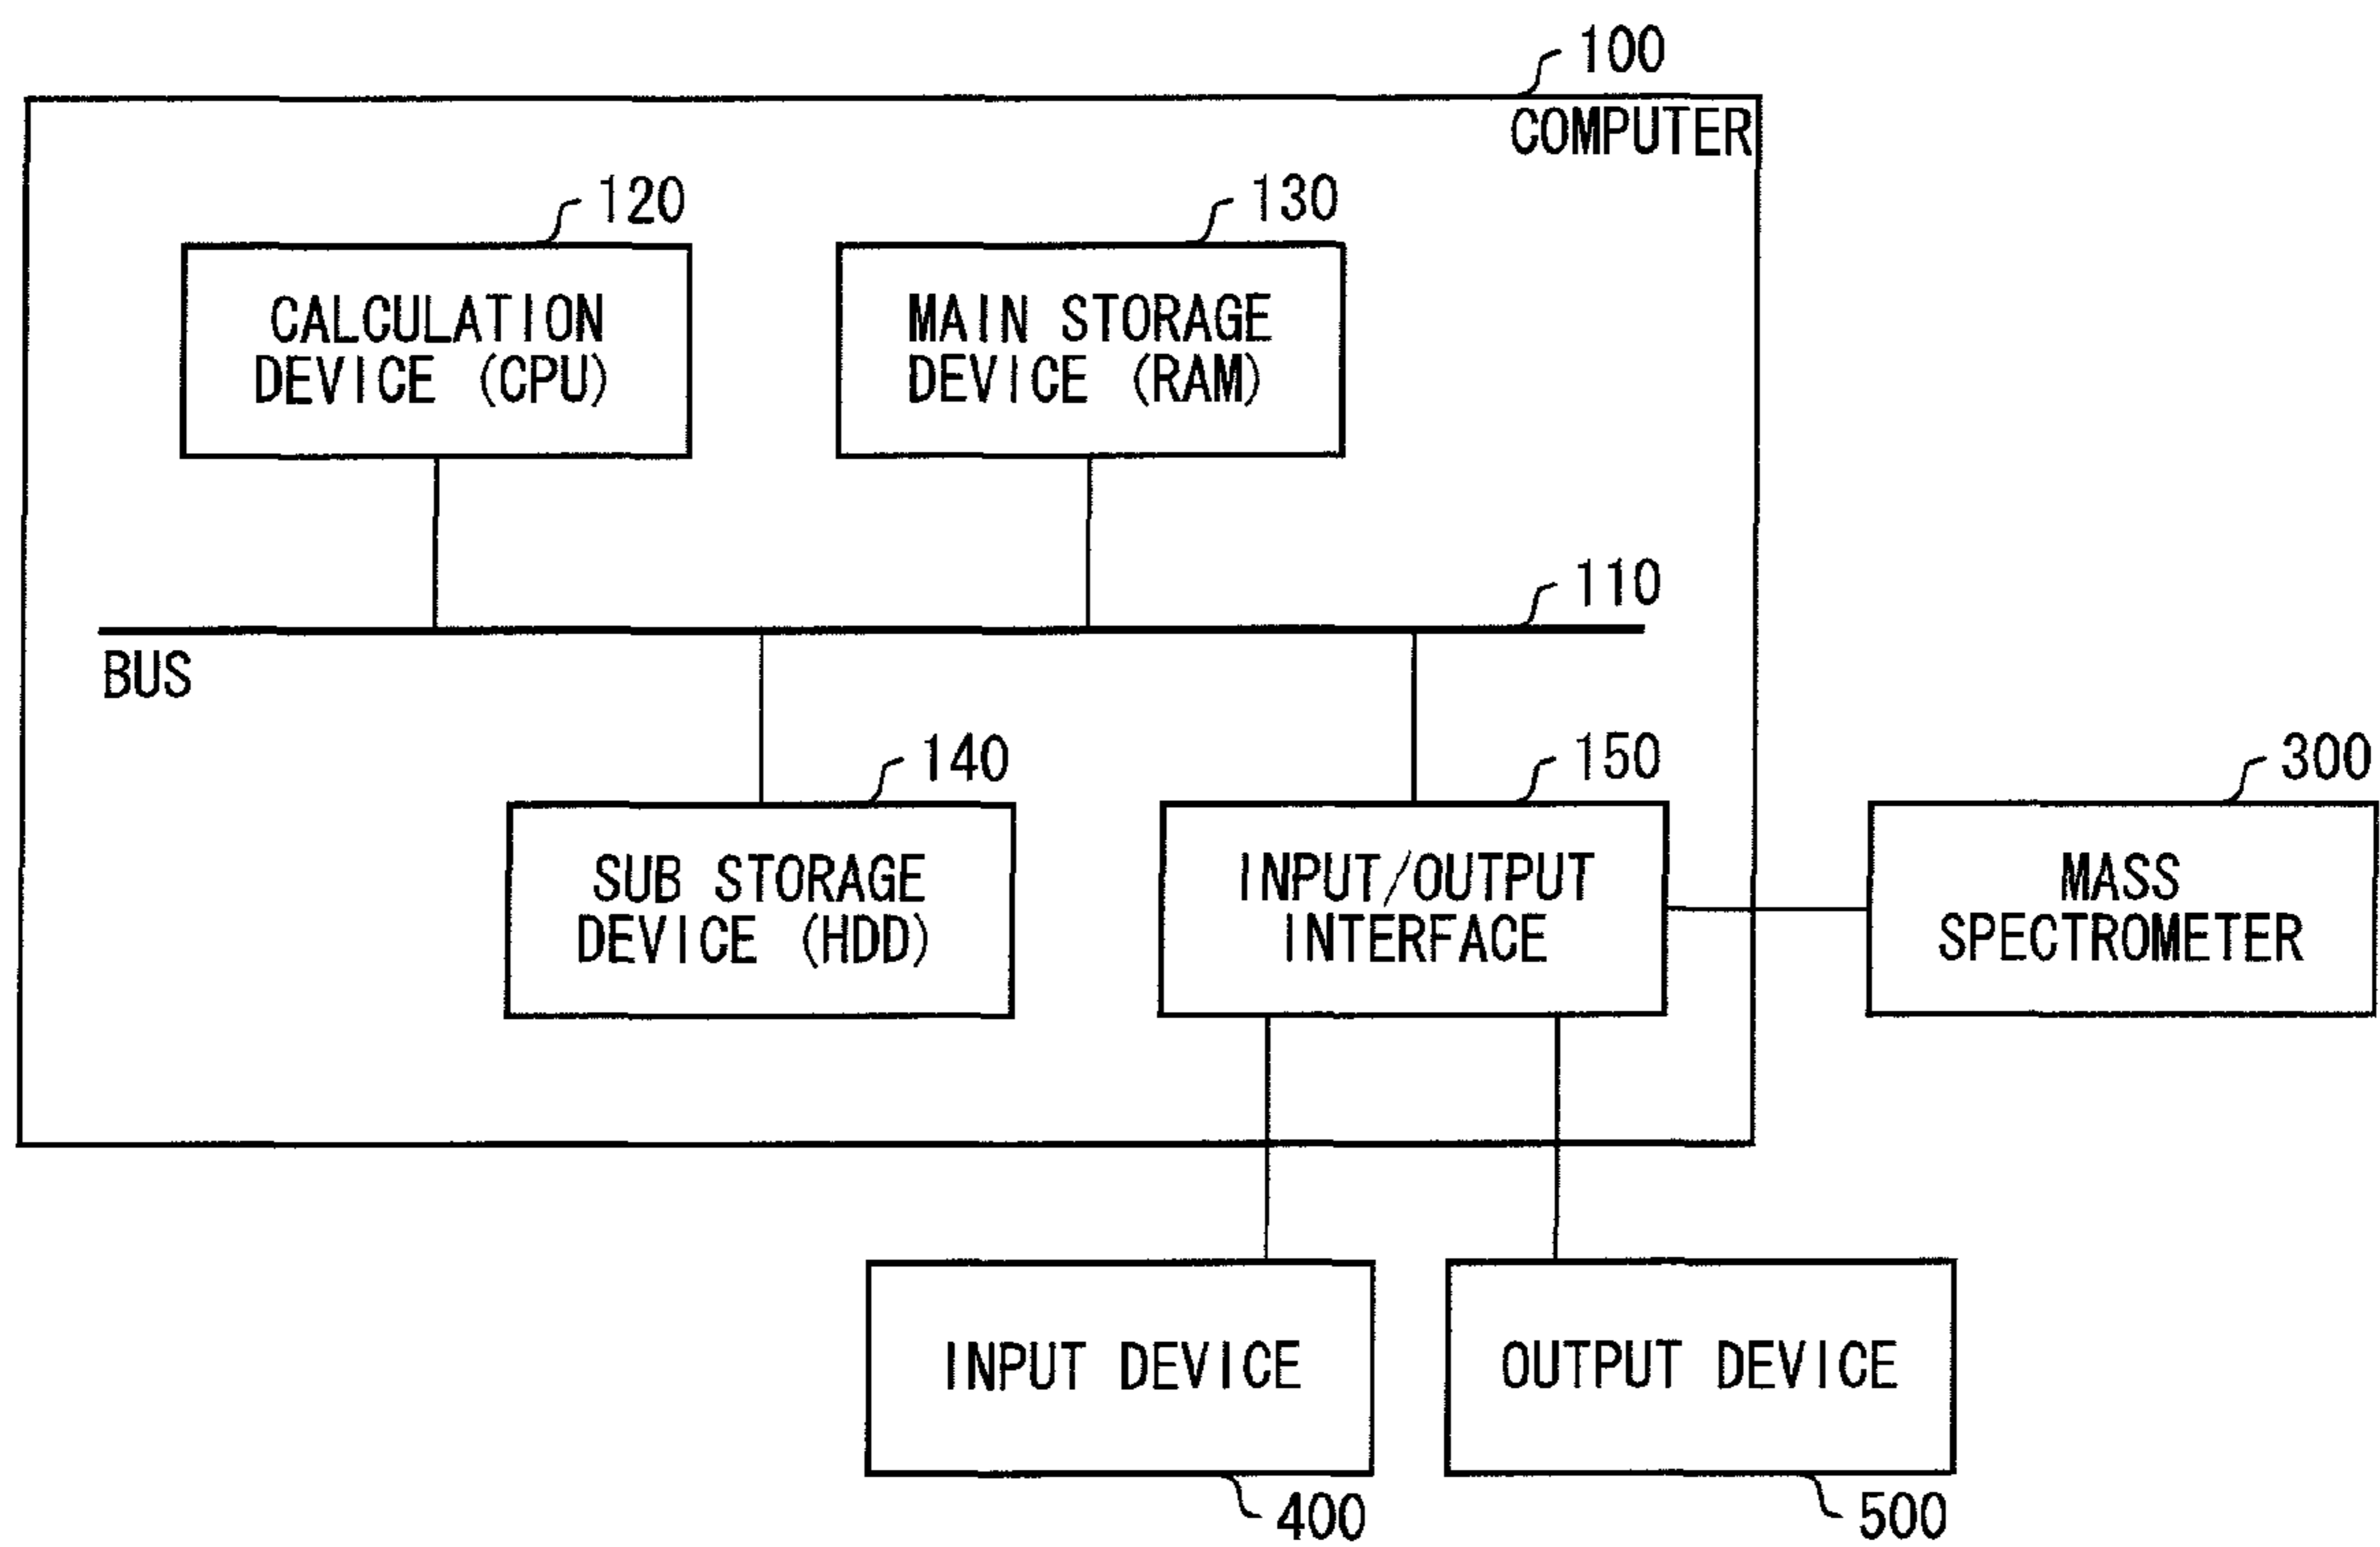 100
COMPUTER
120
CALCULATION
DEVICE (CPU)
130
MAIN STORAGE
DEVICE (RAM)
110
BUS
140
SUB STORAGE
DEVICE (HDD)
150
INPUT/OUTPUT
INTERFACE
300
MASS
SPECTROMETER
INPUT DEVICE
400
OUTPUT DEVICE
500